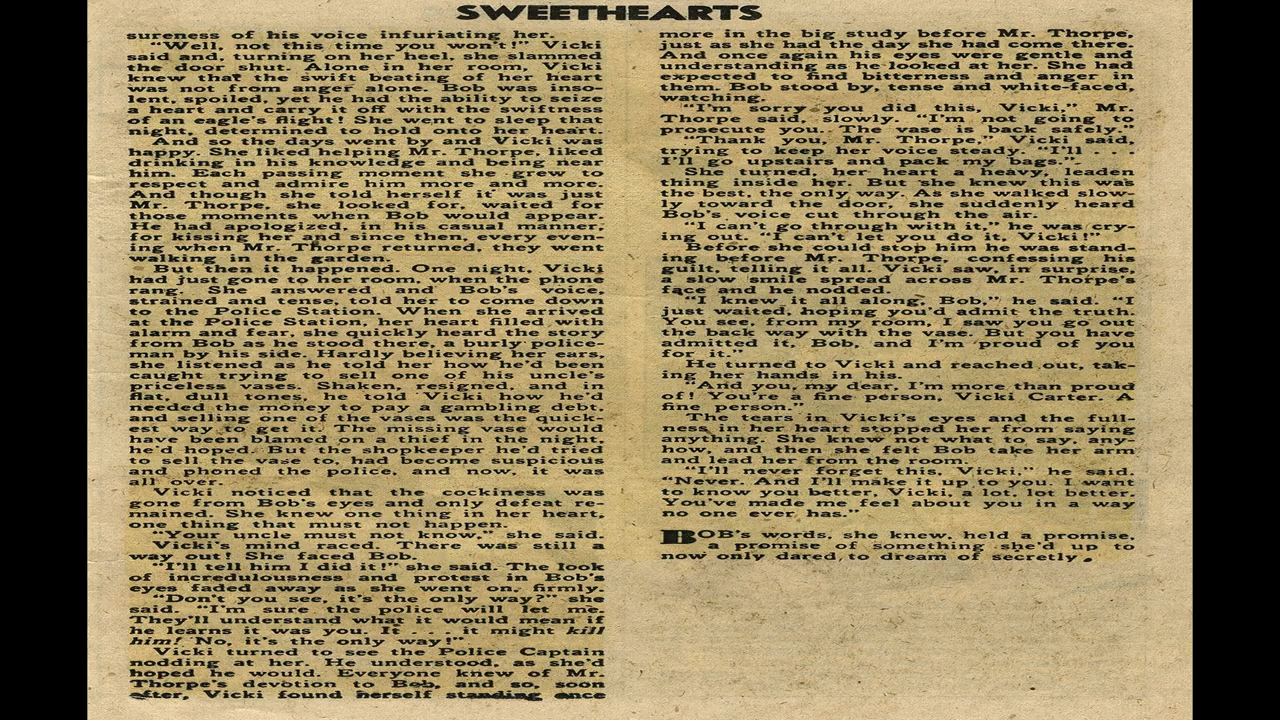 SWEETHEARTS
sureness of his voice infuriating her.
"Well, not this time you won't!" Vicki
said and, turning on her heel, she slammed
the door shut. Alone in her room, Vicki
knew that the swift beating of her heart
was not from anger alone. Bob was inso-
lent, spoiled, yet he had the ability to seize
a heart and carry it off with the swiftness
of an eagle's flight! She went to sleep that
night, determined to hold onto her heart.
And so the days went by and Vicki was
happy. She liked helping Mr. Thorpe, liked
drinking in his knowledge and being near
him. Each passing moment she grew to
respect and admire him more and more.
And though she told herself it was just
Mr. Thorpe, she looked for, waited for
those moments when Bob would appear.
He had apologized, in his casual manner,
for kissing her and since then, every even-
ing when Mr. Thorpe returned, they went
walking in the garden.
But then it happened. One night, Vicki
had just gone to her room, when the phone
rang. She answered and Bob's voice,
strained and tense, told her to come down
to the Police Station. When she arrived
at the Police Station, her heart filled with
alarm and fear, she quickly heard the story
from Bob as he stood there, a burly police-
man by his side. Hardly believing her ears,
she listened as he told her how he'd been
caught trying to sell one of his uncle's
priceless vases. Shaken, resigned, and in
flat, dull tones, he told Vicki how he'd
needed the money to pay a gambling debt,
and selling one of the vases was the quick-
est way to get it. The missing vase would
have been blamed on a thief in the night,
he'd hoped. But the shopkeeper he'd tried
to sell the vase to, had become suspicious
and phoned the police, and now, it was
all over.
Vicki noticed that the cockiness was
gone from Bob's eyes and only defeat re-
mained. She knew one thing in her heart,
one thing that must not happen.
"Your uncle must not know," she said.
Vicki's mind raced. There was still a
way out! She faced Bob.
"I'll tell him I did it!" she said. The look
of incredulousness and protest in Bob's
eyes faded away as she went on, firmly.
"Don't you see, it's the only way?" she
said. "I'm sure the police will let me.
They'll understand what it would mean if
he learns it was you. It . . . it might kill
him! No, it's the only way!"
Vicki turned to see the Police Captain
nodding at her. He understood, as she'd
hoped he would. Everyone knew of Mr.
Thorpe's devotion to Bob, and so, soon
after, Vicki found herself standing once
more in the big study before Mr. Thorpe,
just as she had the day she had come there.
And once again his eyes were gentle and
understanding as he looked at her. She had
expected to find bitterness and anger in
them. Bob stood by, tense and white-faced,
watching.
"I'm sorry you did this, Vicki," Mr.
Thorpe said, slowly. "I'm not going to
prosecute you. The vase is back safely."
"Thank you, Mr. Thorpe," Vicki said,
trying to keep her voice steady. "I'll . . .
I'll go upstairs and pack my bags."
She turned, her heart a heavy, leaden
thing inside her. But she knew this was
the best, the only way. As she walked slow-
ly toward the door, she suddenly heard
Bob's voice cut through the air.
"I can't go through with it," he was cry-
ing out. "I can't let you do it, Vicki!"
Before she could stop him he was stand-
ing before Mr. Thorpe, confessing his
guilt, telling it all. Vicki saw, in surprise,
a slow smile spread across Mr. Thorpe's
face and he nodded.
"I knew it all along, Bob," he said. "I
just waited, hoping you'd admit the truth.
You see, from my room, I saw you go out
the back way with the vase. But you have
admitted it, Bob, and I'm proud of you
for it."
He turned to Vicki and reached out, tak-
ing her hands in his.
"And you, my dear, I'm more than proud
of! You're a fine person, Vicki Carter. A
fine person."
The tears in Vicki's eyes and the full-
ness in her heart stopped her from saying
anything. She knew not what to say, any-
how, and then she felt Bob take her arm
and lead her from the room.
"I'll never forget this, Vicki," he said.
"Never. And I'll make it up to you. I want
to know you better, Vicki, a lot, lot better.
You've made me feel about you in a way
no one ever has."
BOB's words, she knew, held a promise,
a promise of something she'd up to
now only dared, to dream of secretly.